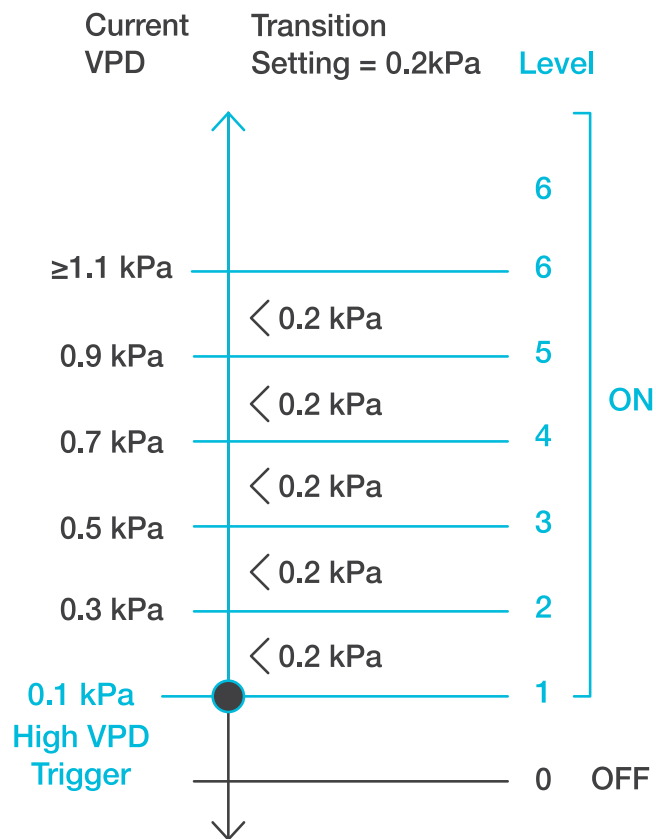 Current VPD
Transition Setting = 0.2kPa
Level
6
≥1.1 kPa
6
< 0.2 kPa
0.9 kPa
5
< 0.2 kPa
ON
0.7 kPa
4
< 0.2 kPa
0.5 kPa
3
< 0.2 kPa
0.3 kPa
2
< 0.2 kPa
0.1 kPa
1
High VPD
Trigger
0
OFF